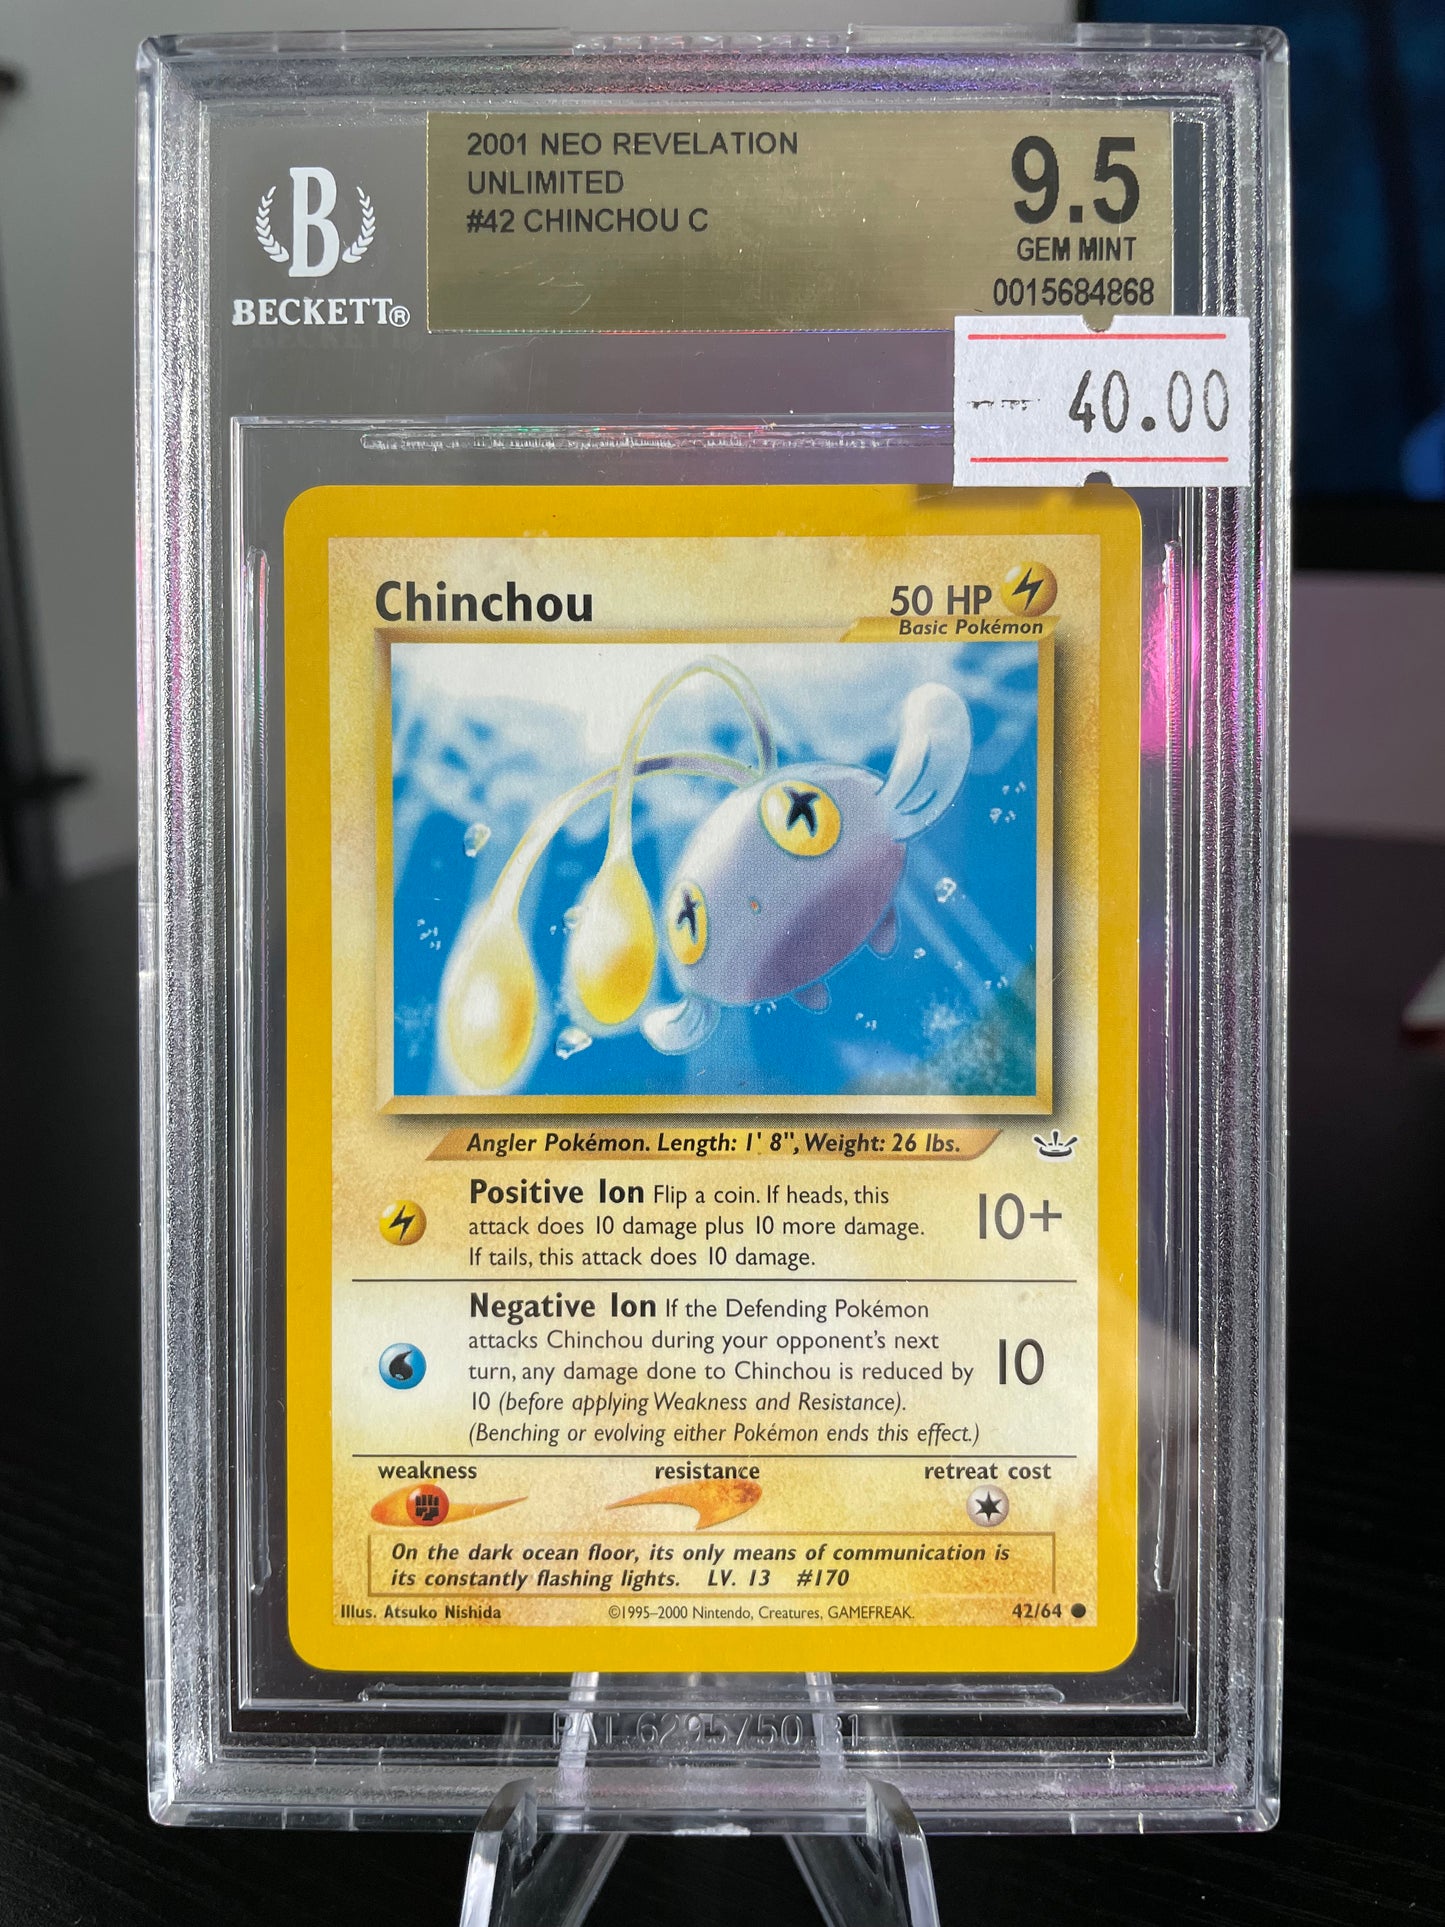 2001 NEO REVELATION
UNLIMITED
#42 CHINCHOU C
9.5
GEM MINT
0015684868
B
BECKETT®
40.00
Chinchou
50 HP
Basic Pokémon
Angler Pokémon. Length: 1' 8", Weight: 26 lbs.
Positive Ion Flip a coin. If heads, this
attack does 10 damage plus 10 more damage.
If tails, this attack does 10 damage.
10+
Negative Ion If the Defending Pokémon
attacks Chinchou during your opponent's next
turn, any damage done to Chinchou is reduced by
10 (before applying Weakness and Resistance).
(Benching or evolving either Pokémon ends this effect.)
10
weakness
resistance
retreat cost
On the dark ocean floor, its only means of communication is
its constantly flashing lights. LV. 13 #170
Illus. Atsuko Nishida
©1995–2000 Nintendo, Creatures, GAMEFREAK.
42/64